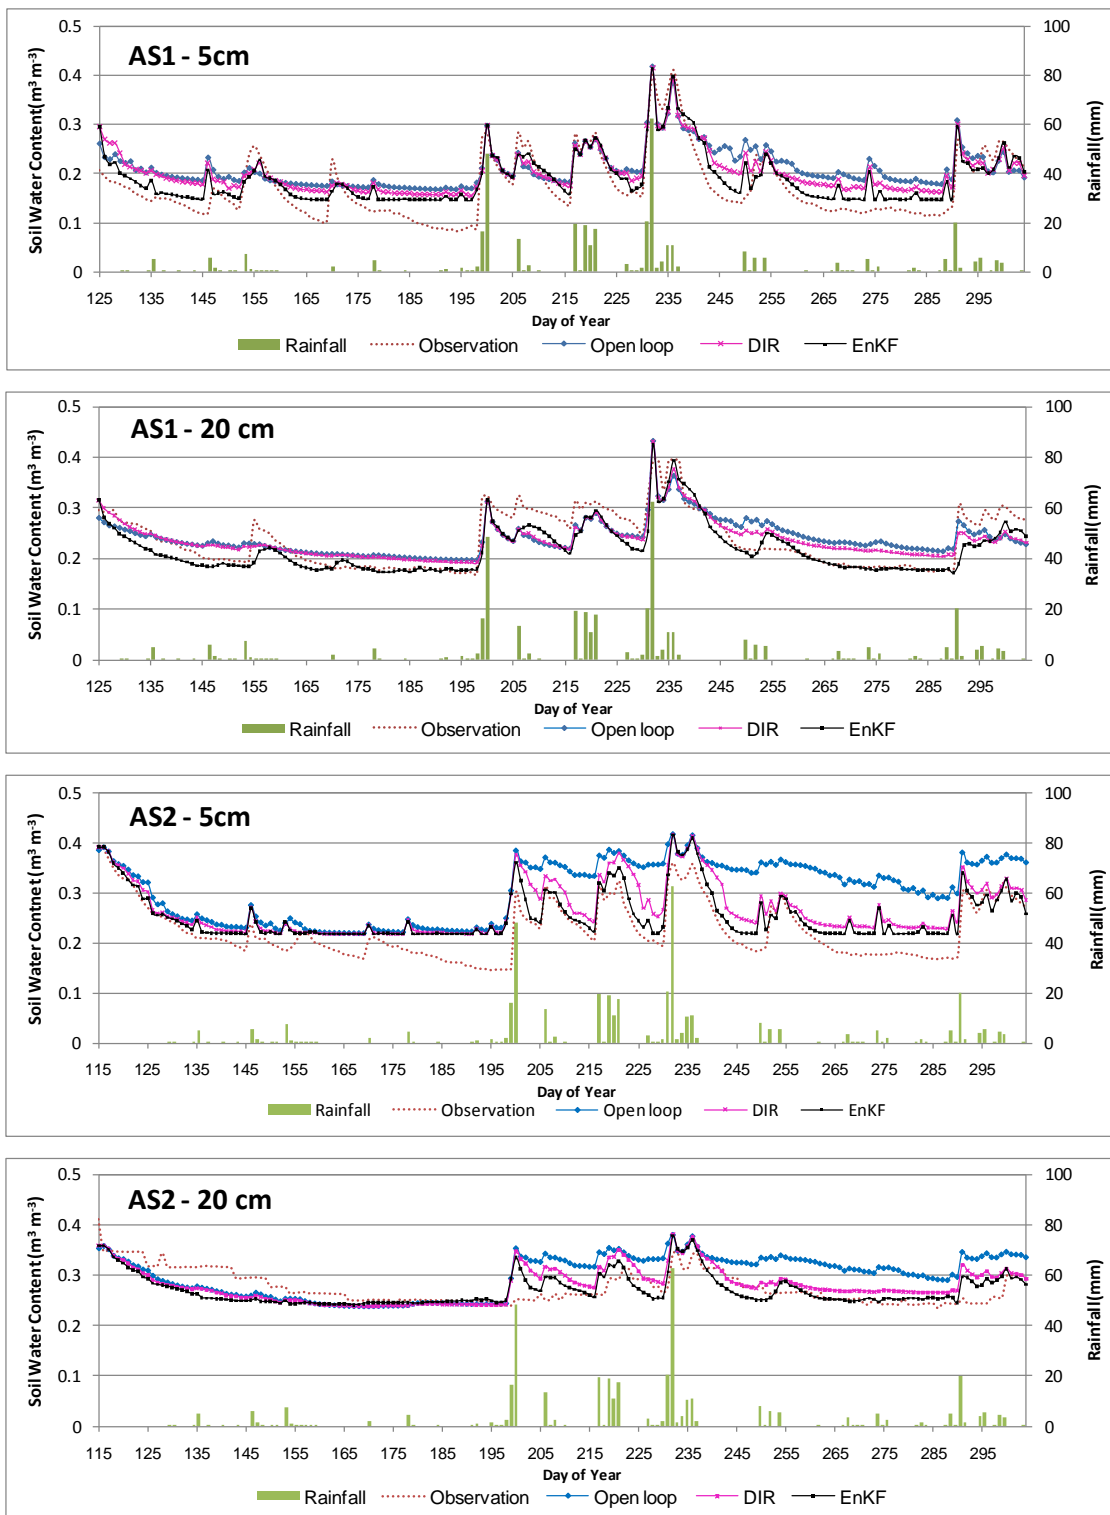 AS1 - 5cm
Soil Water Content(m³ m⁻³)
0.5
0.4
0.3
0.2
0.1
0
100
80
60
40
20
0
Rainfall(mm)
125 135 145 155 165 175 185 195 205 215 225 235 245 255 265 275 285 295
Day of Year
Rainfall Observation Open loop DIR EnKF
AS1 - 20 cm
Soil Water Content (m³ m⁻³)
0.5
0.4
0.3
0.2
0.1
0
100
80
60
40
20
0
Rainfall(mm)
125 135 145 155 165 175 185 195 205 215 225 235 245 255 265 275 285 295
Day of Year
Rainfall Observation Open loop DIR EnKF
AS2 - 5cm
Soil Water Contnet (m³ m⁻³)
0.5
0.4
0.3
0.2
0.1
0
100
80
60
40
20
0
Rainfall(mm)
115 125 135 145 155 165 175 185 195 205 215 225 235 245 255 265 275 285 295
Day of Year
Rainfall Observation Open loop DIR EnKF
AS2 - 20 cm
Soil Water Content (m³ m⁻³)
0.5
0.4
0.3
0.2
0.1
0
100
80
60
40
20
0
Rainfall(mm)
115 125 135 145 155 165 175 185 195 205 215 225 235 245 255 265 275 285 295
Day of Year
Rainfall Observation Open loop DIR EnKF